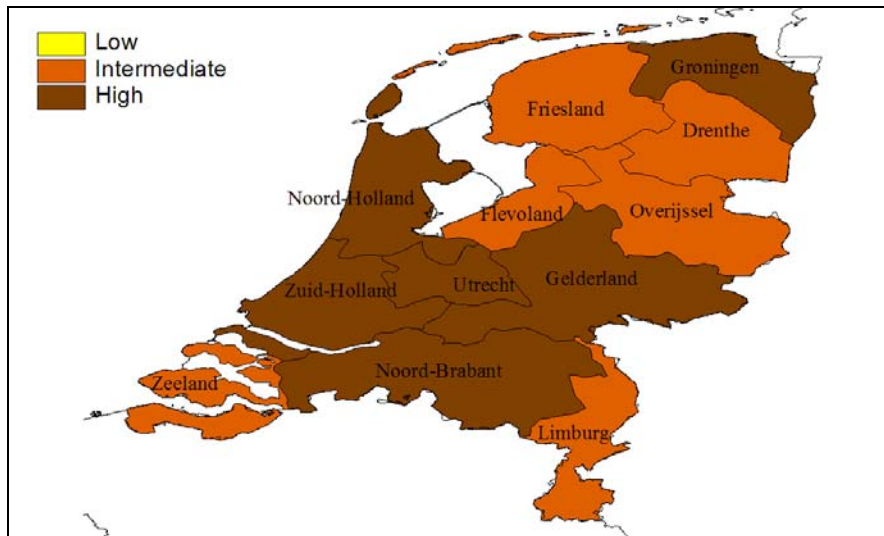 Low
Intermediate
High
Groningen
Friesland
Drenthe
Noord-Holland
Flevoland
Overijssel
Zuid-Holland
Utrecht
Gelderland
Zeeland
Noord-Brabant
Limburg